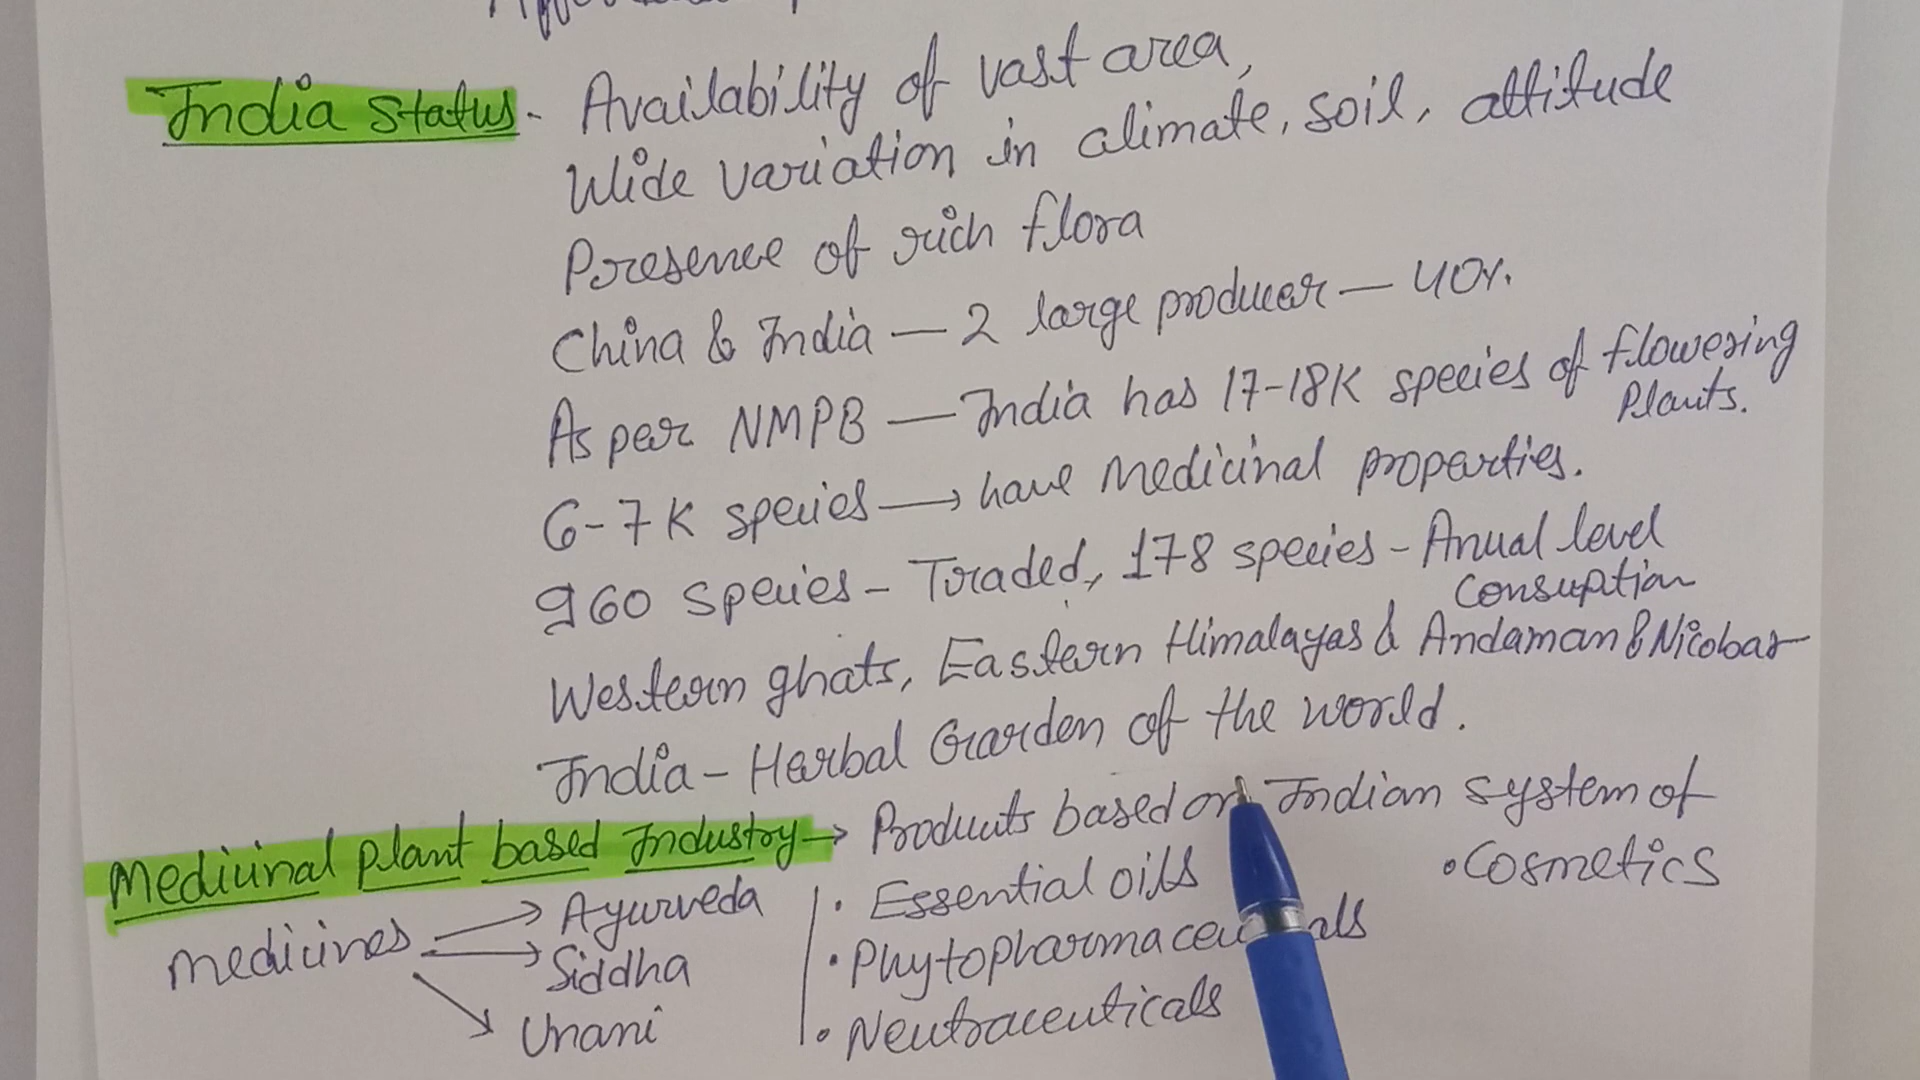 India Status - Availability of vast area,
Wide variation in climate, soil, altitude
Presence of rich flora
China & India — 2 large producer — 40%.
As per NMPB — India has 17-18K species of flowering
Plants.
6-7K species → have medicinal properties.
960 species - Traded, 178 species - Anual level
Consuption
Western ghats, Eastern Himalayas & Andaman & Nicobar
India - Herbal Garden of the world.
Medicinal plant based Industry → Products based on Indian system of
medicines → Ayurveda
→ Siddha
→ Unani
• Essential oils
• Cosmetics
• Phytopharmaceuticals
• Neutraceuticals